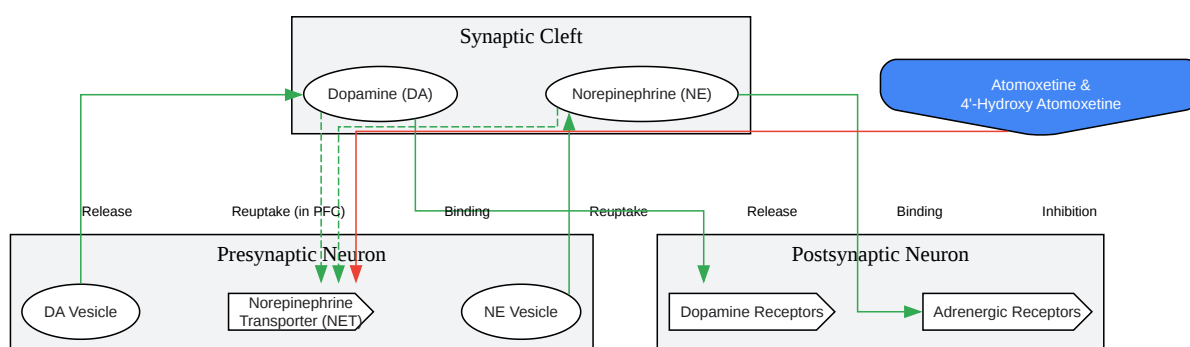 Synaptic Cleft
Dopamine (DA)
Norepinephrine (NE)
Atomoxetine &
4'-Hydroxy Atomoxetine
Release
Reuptake (in PFC)
Binding
Reuptake
Release
Binding
Inhibition
Presynaptic Neuron
Postsynaptic Neuron
DA Vesicle
Norepinephrine
Transporter (NET)
NE Vesicle
Dopamine Receptors
Adrenergic Receptors